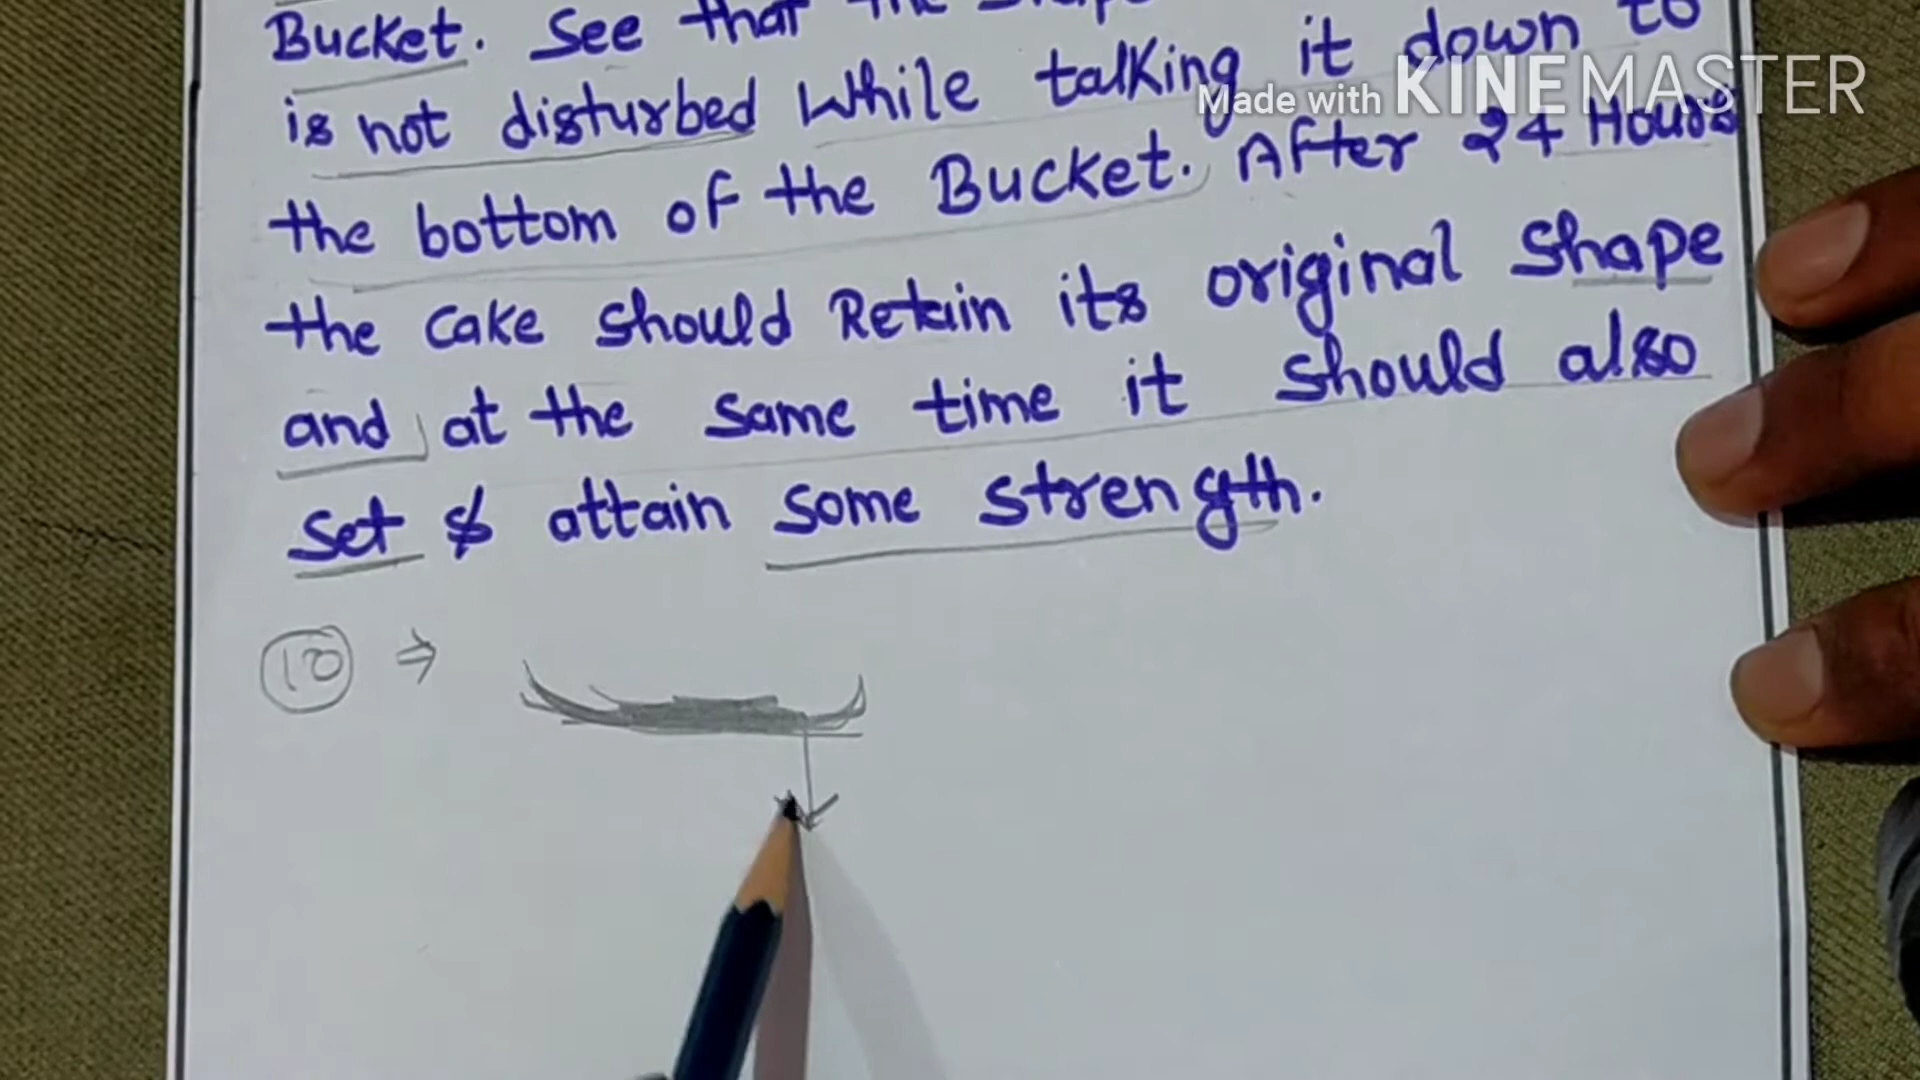 Bucket. See that the shape
is not disturbed while talking it down to
Made with KINEMASTER
the bottom of the Bucket. After 24 Hours
the cake should Retain its original shape
and at the same time it should also
set & attain some strength.
10 ⇒